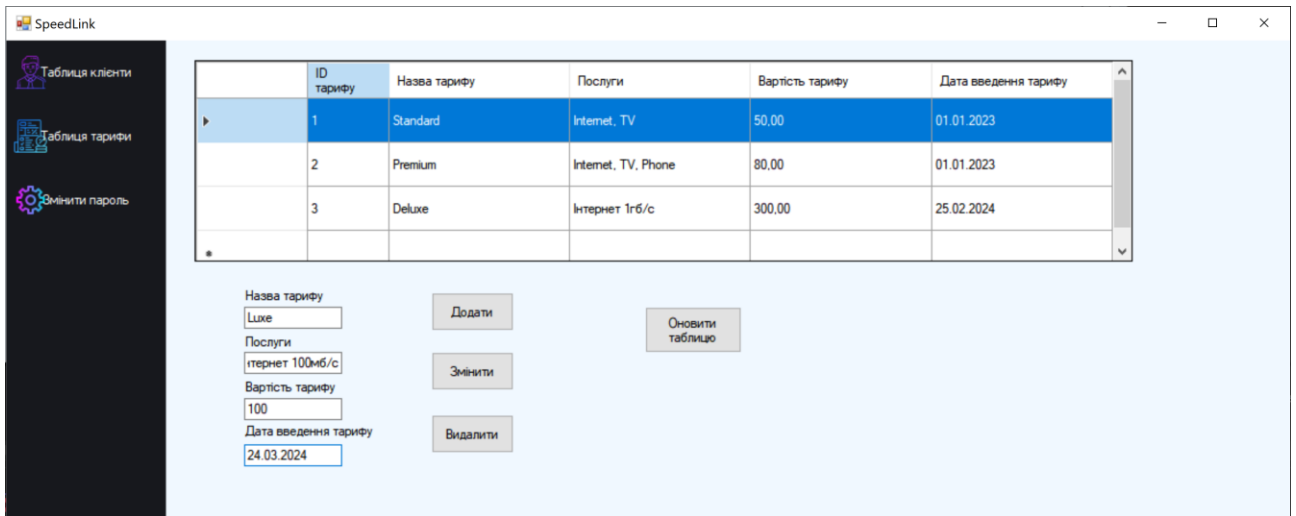 SpeedLink
Таблиця клієнти
Таблиця тарифи
Змінити пароль
ID тарифу Назва тарифу Послуги Вартість тарифу Дата введення тарифу
1 Standard Internet, TV 50,00 01.01.2023
2 Premium Internet, TV, Phone 80,00 01.01.2023
3 Deluxe Інтернет 1гб/с 300,00 25.02.2024
Назва тарифу
Luxe
Послуги
тернет 100мб/с
Вартість тарифу
100
Дата введення тарифу
24.03.2024
Додати
Змінити
Видалити
Оновити
таблицю